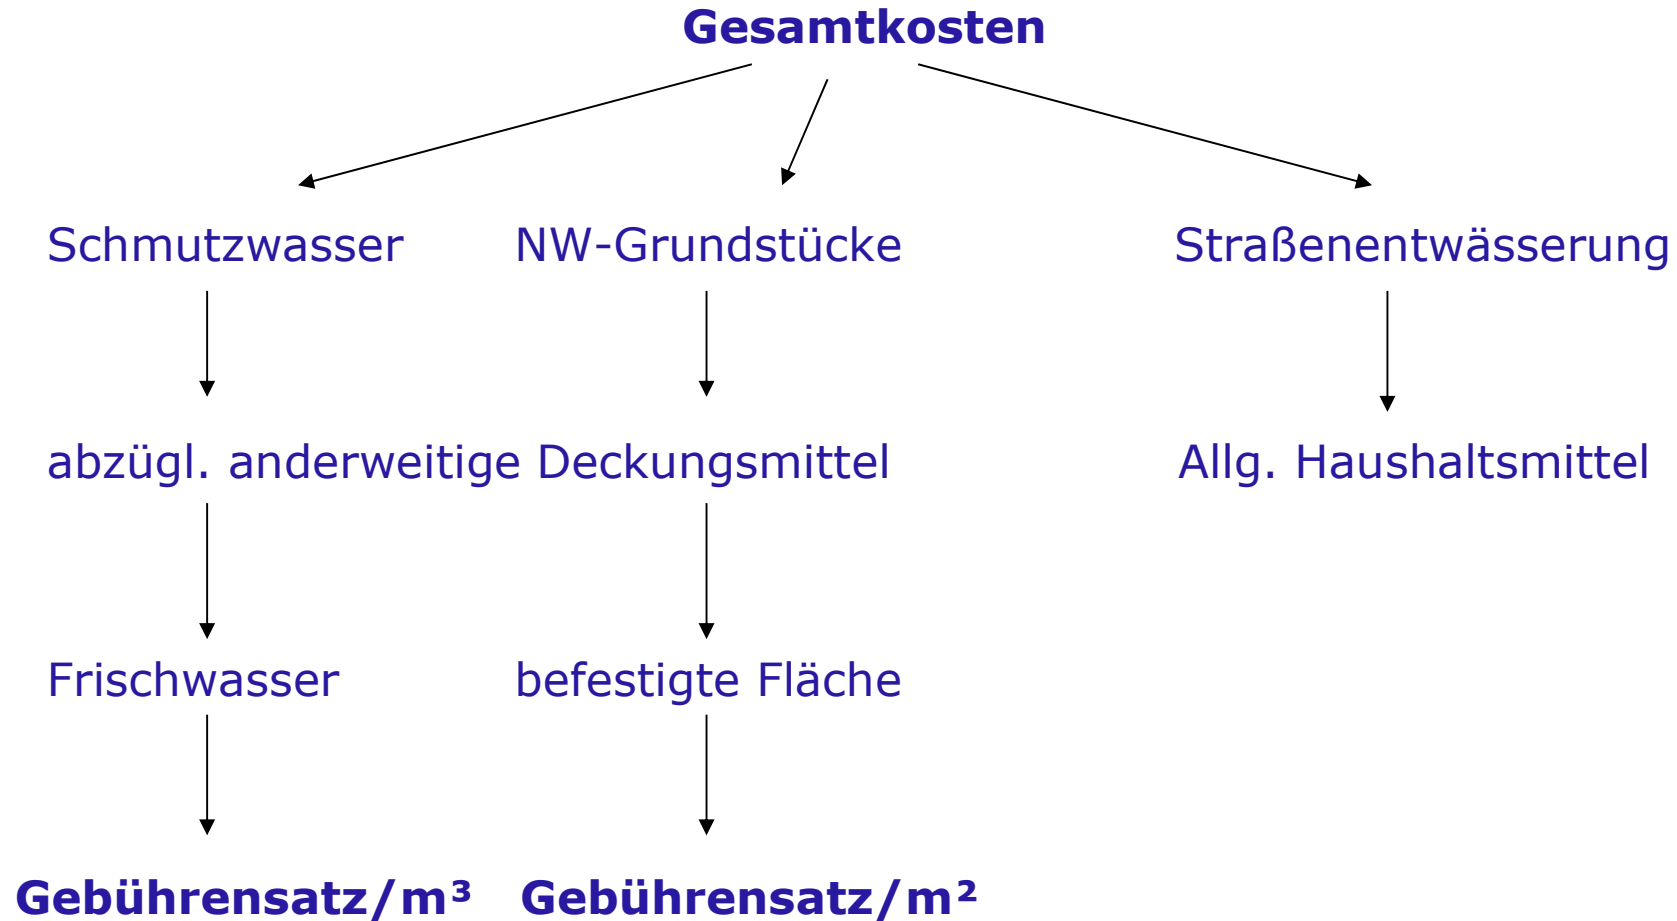 Gesamtkosten
Schmutzwasser NW-Grundstücke Straßenentwässerung
abzügl. anderweitige Deckungsmittel Allg. Haushaltsmittel
Frischwasser befestigte Fläche
Gebührensatz/m³ Gebührensatz/m²